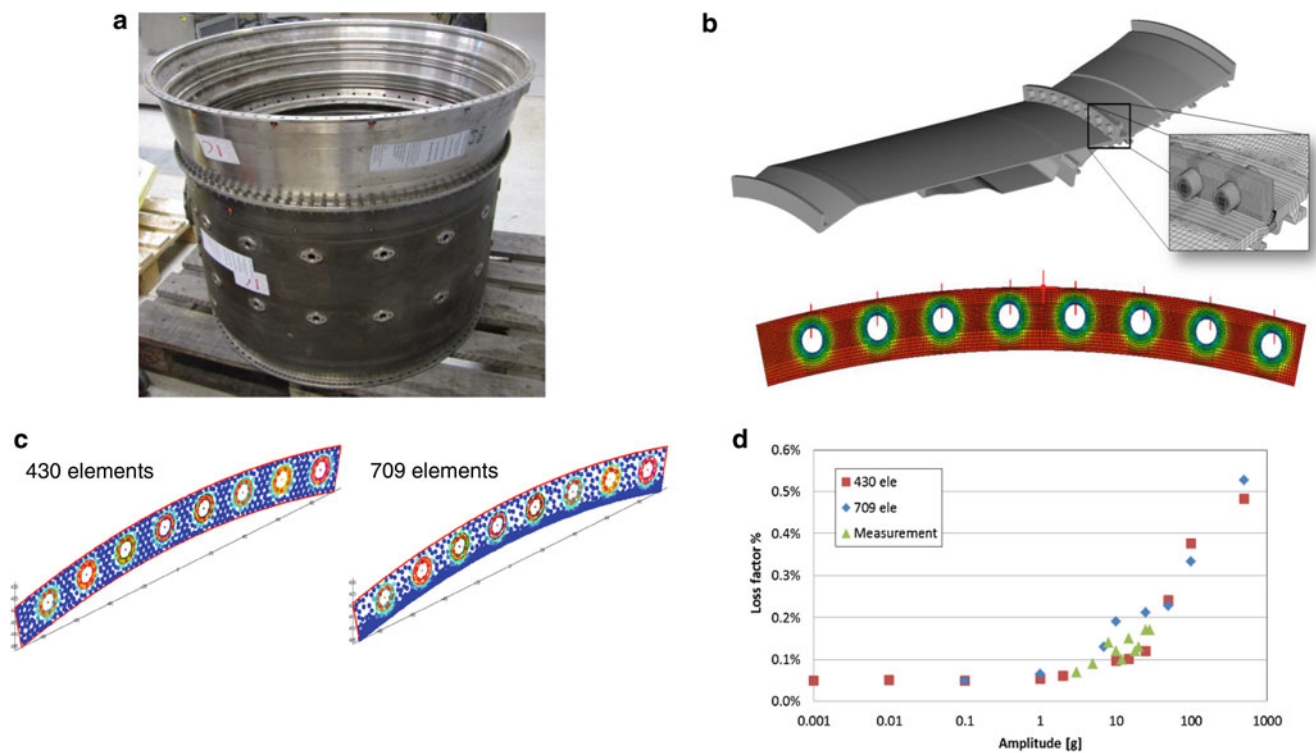 a
b
c
430 elements
709 elements
d
0.6%
0.5%
0.4%
0.3%
0.2%
0.1%
0.0%
Loss factor %
430 ele
709 ele
Measurement
0.001 0.01 0.1 1 10 100 1000
Amplitude [g]